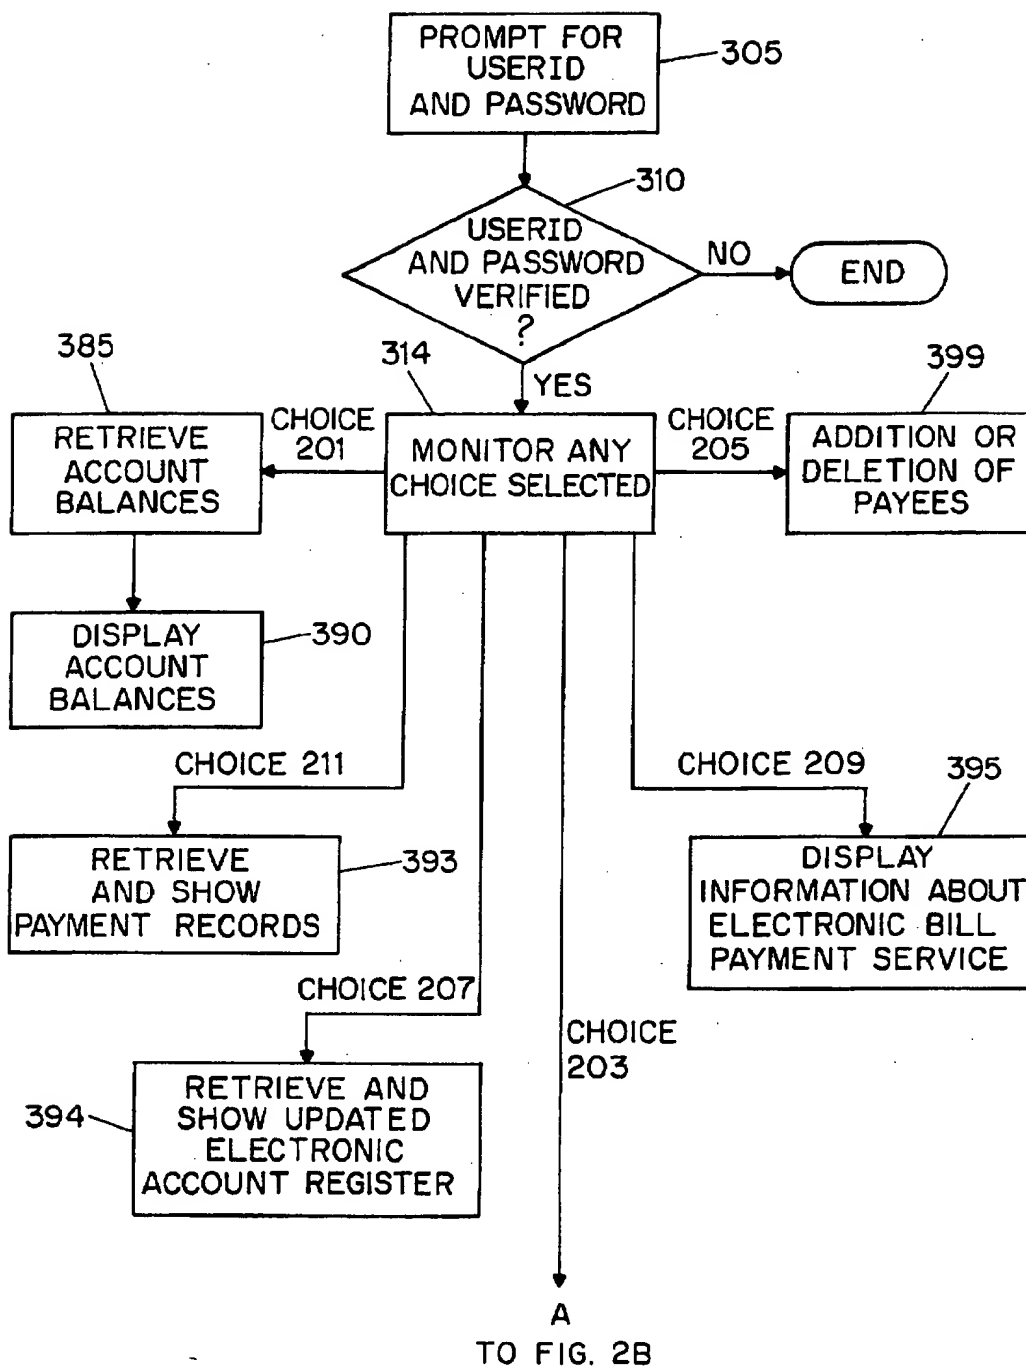 PROMPT FOR
USERID
AND PASSWORD
305
310
USERID
AND PASSWORD
VERIFIED
?
NO
END
YES
385
314
399
RETRIEVE
ACCOUNT
BALANCES
CHOICE
201
MONITOR ANY
CHOICE SELECTED
CHOICE
205
ADDITION OR
DELETION OF
PAYEES
DISPLAY
ACCOUNT
BALANCES
390
CHOICE 211
CHOICE 209
395
RETRIEVE
AND SHOW
PAYMENT RECORDS
393
DISPLAY
INFORMATION ABOUT
ELECTRONIC BILL
PAYMENT SERVICE
CHOICE 207
CHOICE
203
394
RETRIEVE AND
SHOW UPDATED
ELECTRONIC
ACCOUNT REGISTER
A
TO FIG. 2B